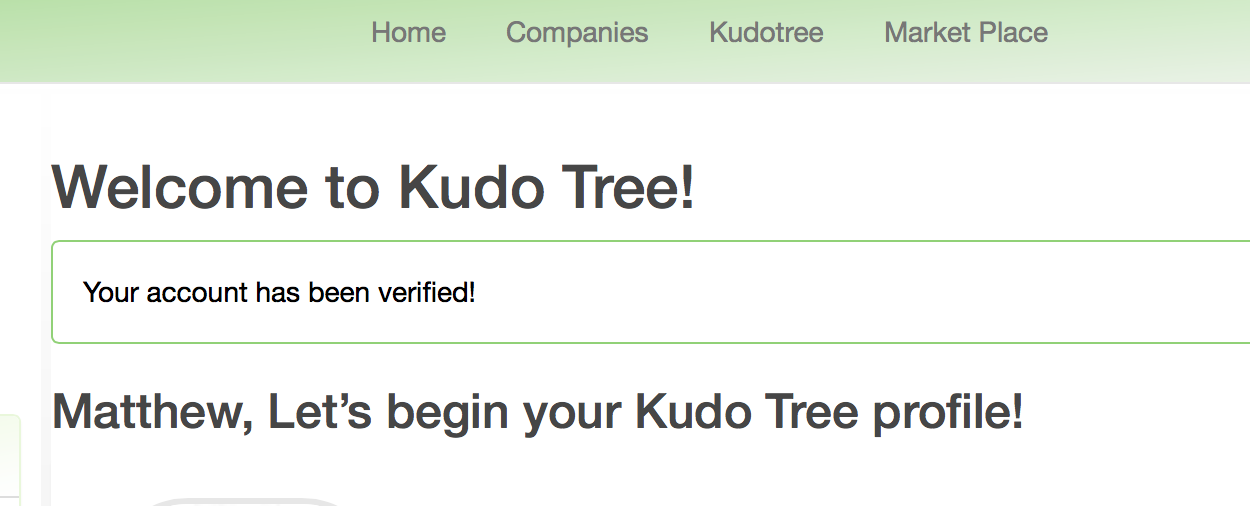 Home Companies Kudotree Market Place
Welcome to Kudo Tree!
Your account has been verified!
Matthew, Let’s begin your Kudo Tree profile!